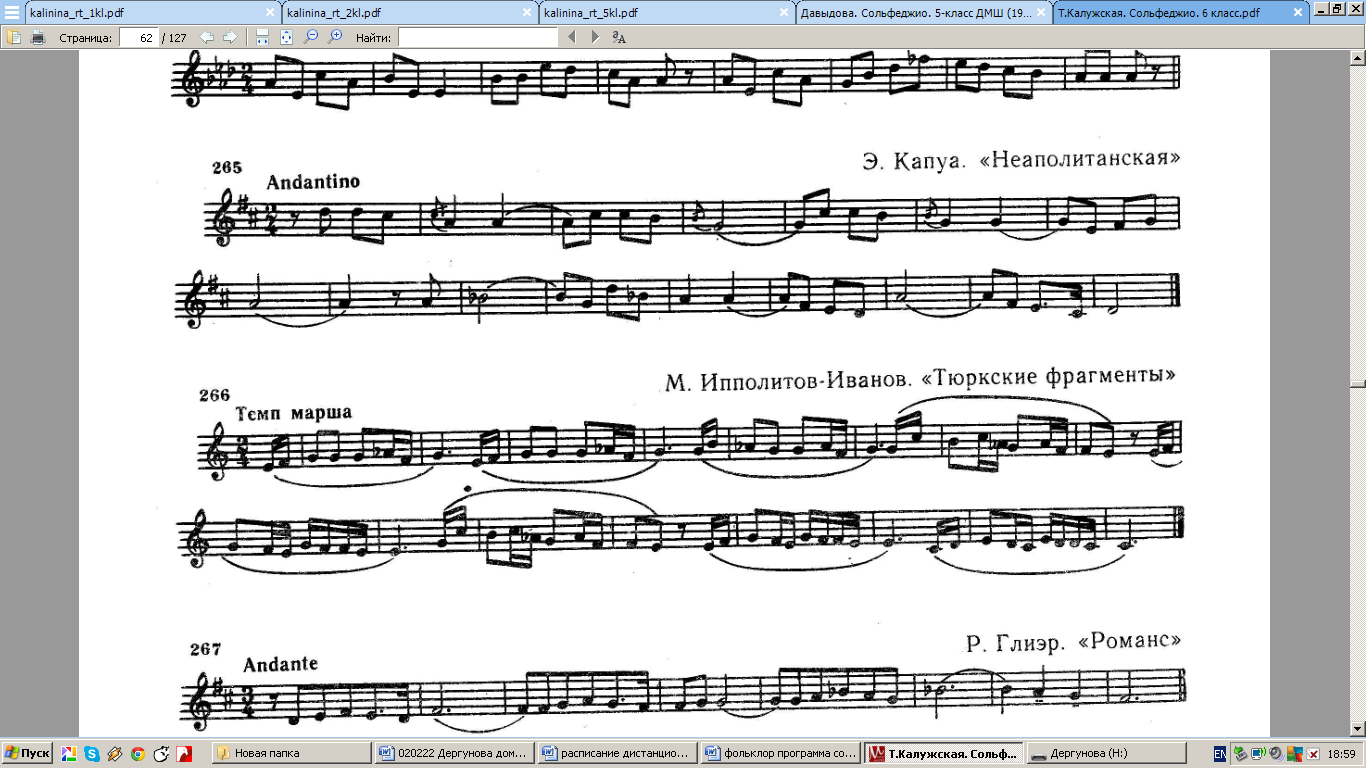 kalinina_rt_1kl.pdf
kalinina_rt_2kl.pdf
kalinina_rt_5kl.pdf
Давыдова. Сольфеджио. 5-класс ДМШ (19...
Т.Калужская. Сольфеджио. 6 класс.pdf
Страница: 62 / 127
Найти:
Э. Капуа. «Неаполитанская»
265
Andantino
М. Ипполитов-Иванов. «Тюркские фрагменты»
266
Темп марша
Р. Глиэр. «Романс»
267
Andante
Пуск
Новая папка
020222 Дергунова дом...
расписание дистанцио...
фольклор программа со...
Т.Калужская. Сольф...
Дергунова (H:)
EN
18:59